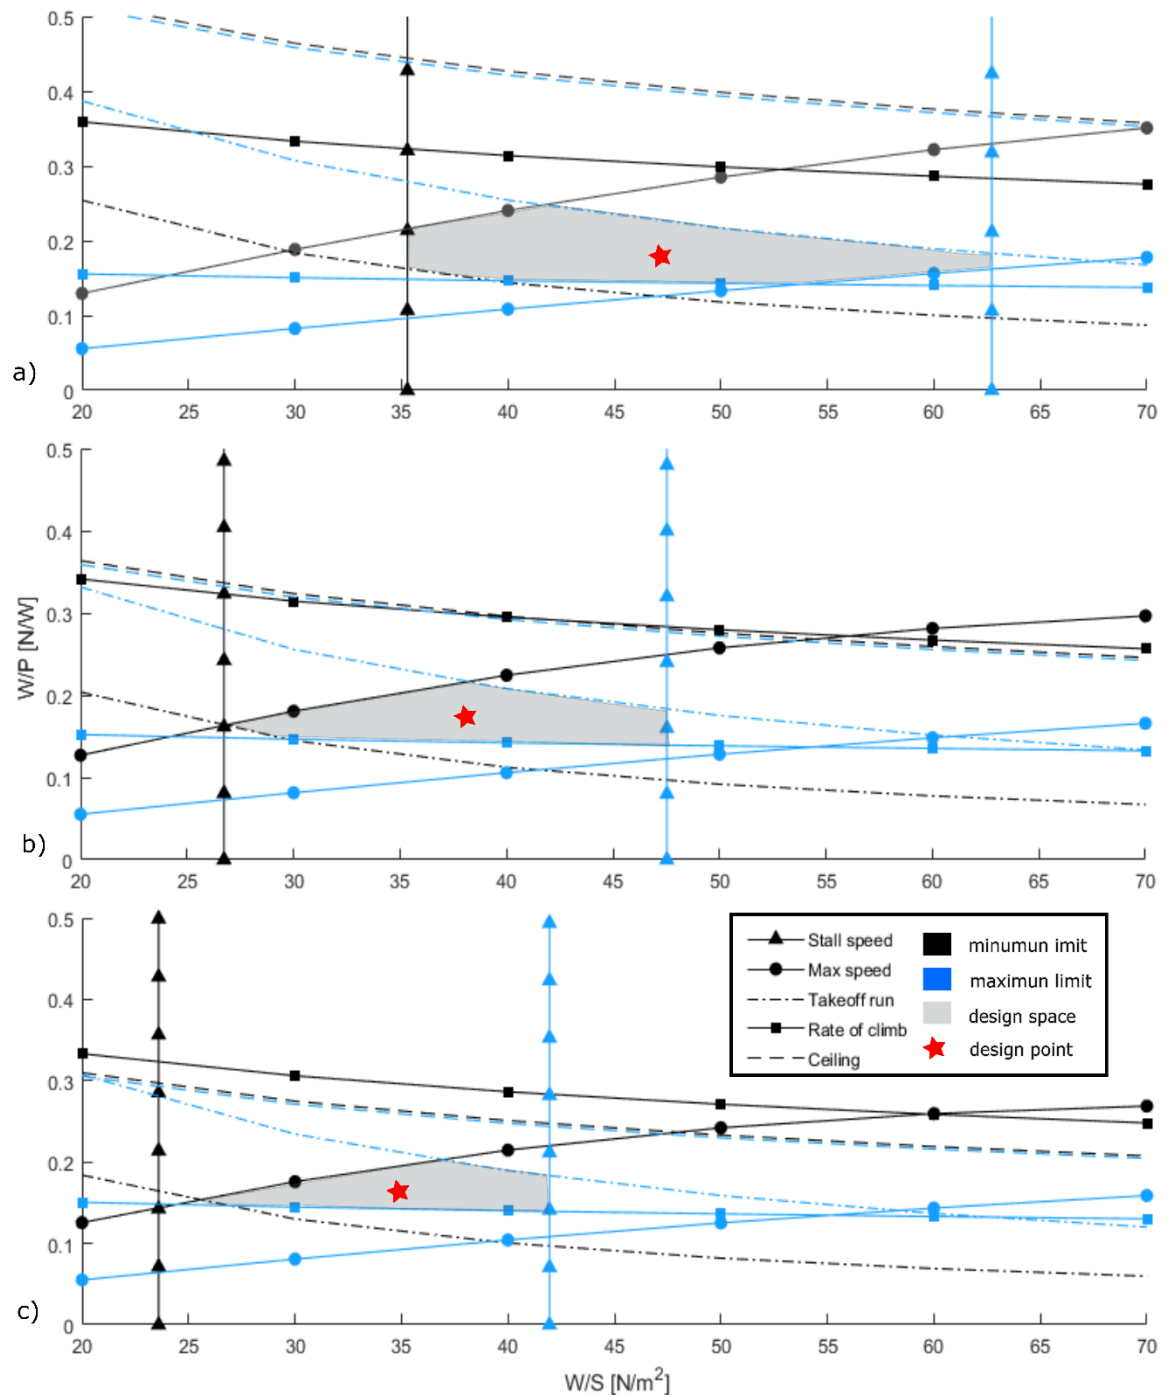 0.5
0.4
0.3
0.2
0.1
0
a)
20 25 30 35 40 45 50 55 60 65 70
0.5
0.4
0.3
0.2
0.1
0
W/P [N/W]
b)
20 25 30 35 40 45 50 55 60 65 70
0.5
0.4
0.3
0.2
0.1
0
c)
Stall speed
Max speed
Takeoff run
Rate of climb
Ceiling
minumun imit
maximun limit
design space
design point
20 25 30 35 40 45 50 55 60 65 70
W/S [N/m²]